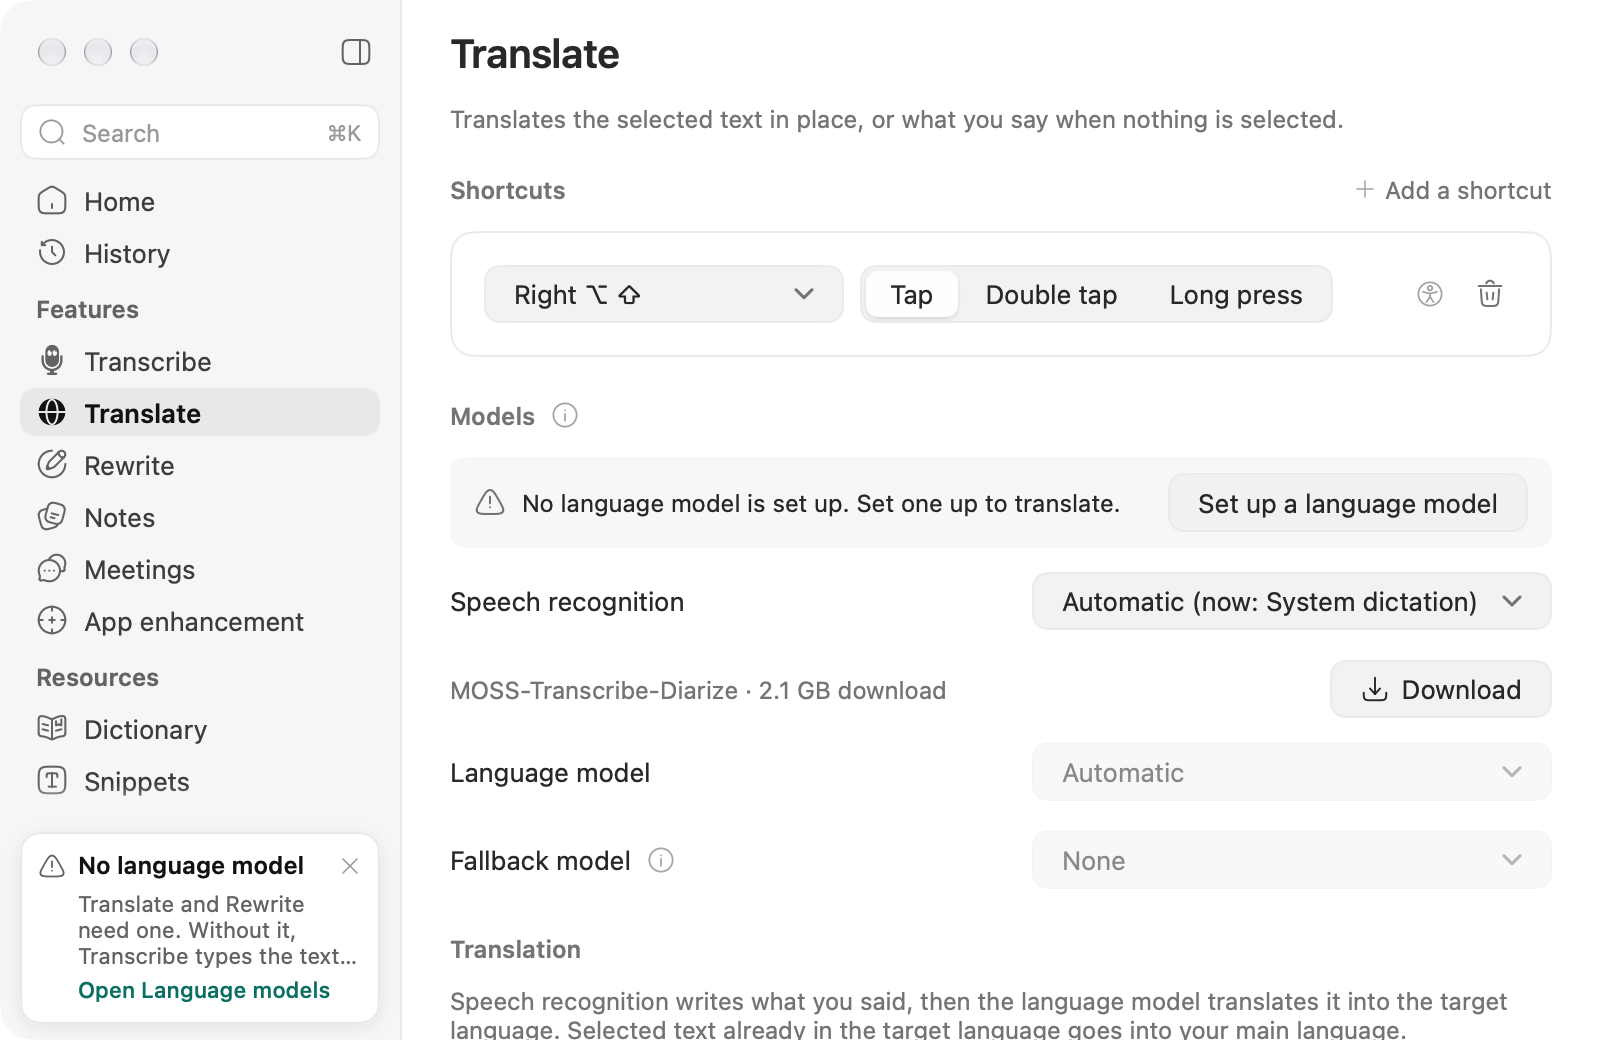 Search ⌘K
Home
History
Features
Transcribe
Translate
Rewrite
Notes
Meetings
App enhancement
Resources
Dictionary
Snippets
No language model
Translate and Rewrite
need one. Without it,
Transcribe types the text...
Open Language models
Translate
Translates the selected text in place, or what you say when nothing is selected.
Shortcuts
Add a shortcut
Right ⌥ ⇧
Tap
Double tap
Long press
Models
No language model is set up. Set one up to translate.
Set up a language model
Speech recognition
Automatic (now: System dictation)
MOSS-Transcribe-Diarize · 2.1 GB download
Download
Language model
Automatic
Fallback model
None
Translation
Speech recognition writes what you said, then the language model translates it into the target
language. Selected text already in the target language goes into your main language.